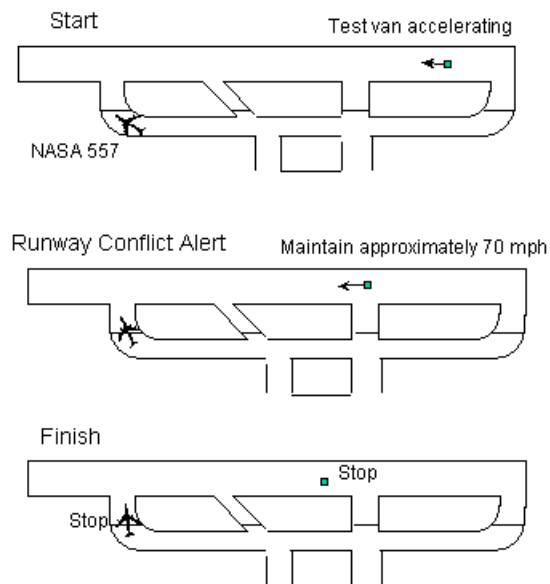 Start
Test van accelerating
NASA 557
Runway Conflict Alert
Maintain approximately 70 mph
Finish
Stop
Stop